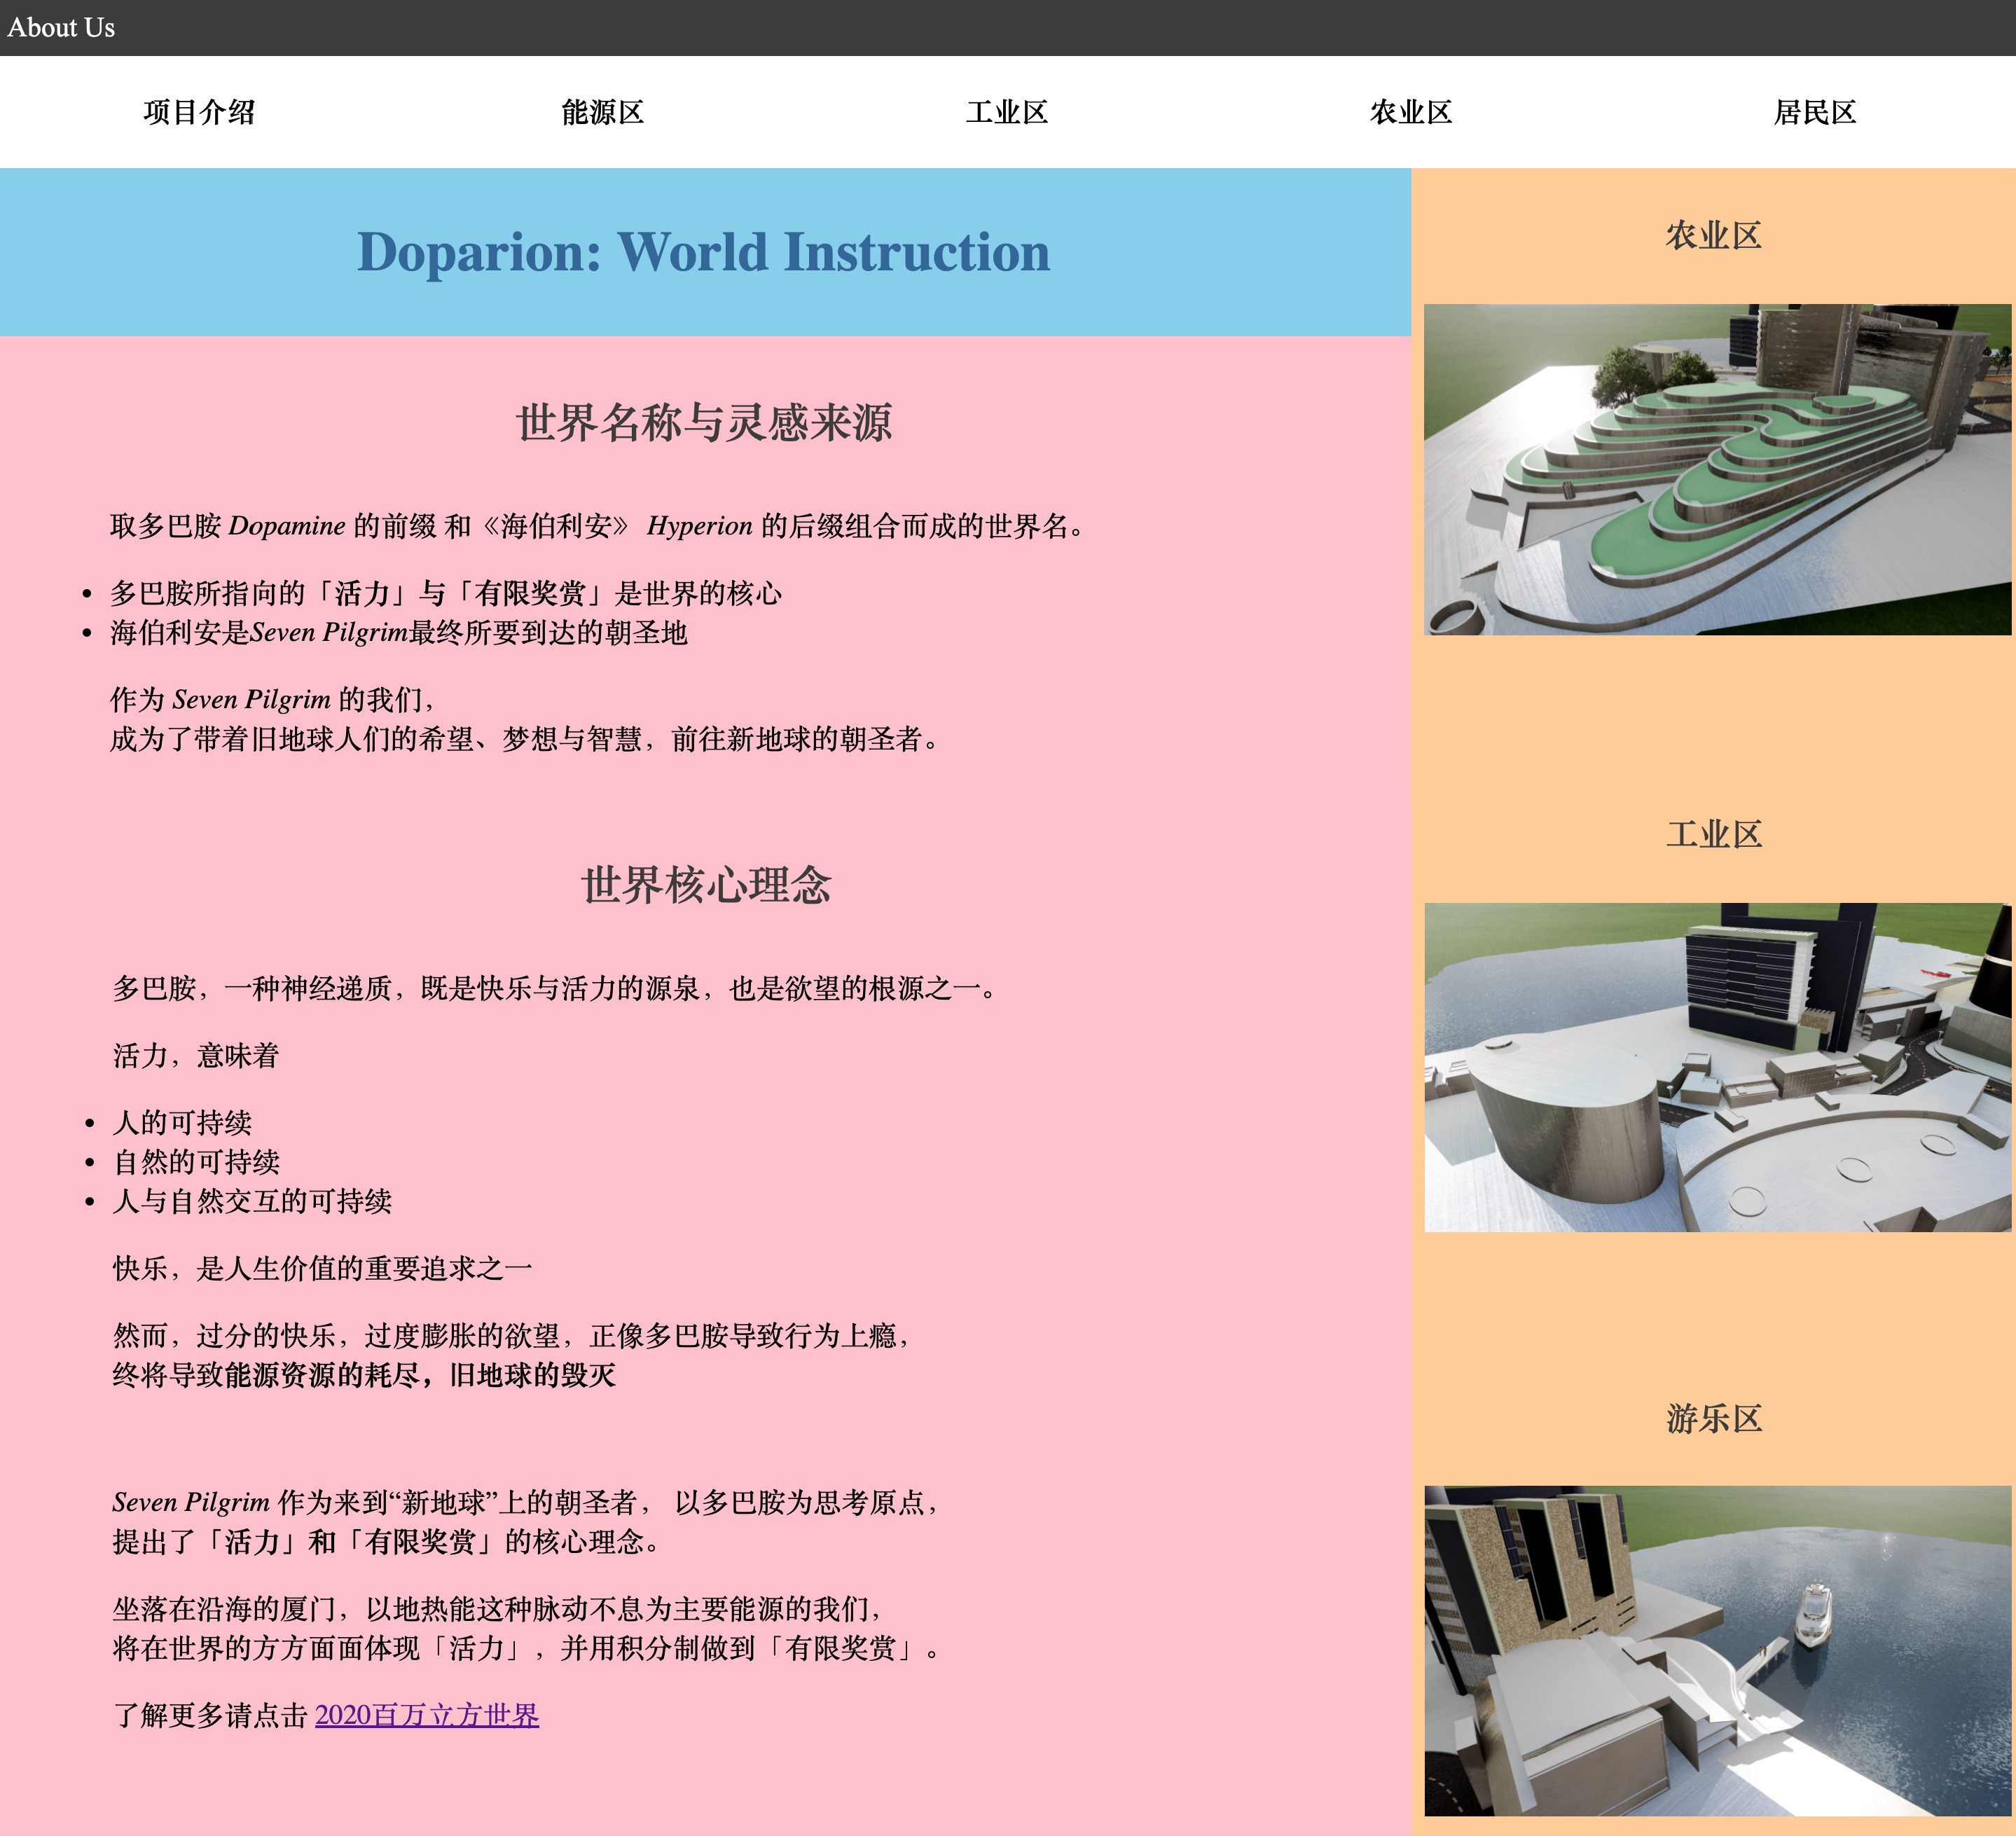 About Us
项目介绍 能源区 工业区 农业区 居民区
Doparion: World Instruction
世界名称与灵感来源
取多巴胺 Dopamine 的前缀 和《海伯利安》 Hyperion 的后缀组合而成的世界名。
• 多巴胺所指向的「活力」与「有限奖赏」是世界的核心
• 海伯利安是Seven Pilgrim最终所要到达的朝圣地
作为 Seven Pilgrim 的我们，
成为了带着旧地球人们的希望、梦想与智慧，前往新地球的朝圣者。
世界核心理念
多巴胺，一种神经递质，既是快乐与活力的源泉，也是欲望的根源之一。
活力，意味着
• 人的可持续
• 自然的可持续
• 人与自然交互的可持续
快乐，是人生价值的重要追求之一
然而，过分的快乐，过度膨胀的欲望，正像多巴胺导致行为上瘾，
终将导致能源资源的耗尽，旧地球的毁灭
Seven Pilgrim 作为来到“新地球”上的朝圣者， 以多巴胺为思考原点，
提出了「活力」和「有限奖赏」的核心理念。
坐落在沿海的厦门，以地热能这种脉动不息为主要能源的我们，
将在世界的方方面面体现「活力」，并用积分制做到「有限奖赏」。
了解更多请点击 2020百万立方世界
农业区
工业区
游乐区